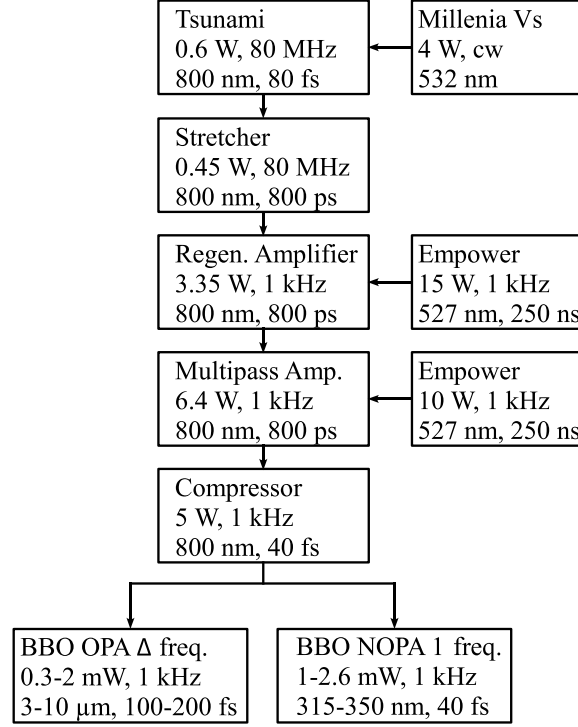 Tsunami
0.6 W, 80 MHz
800 nm, 80 fs
Millenia Vs
4 W, cw
532 nm
Stretcher
0.45 W, 80 MHz
800 nm, 800 ps
Regen. Amplifier
3.35 W, 1 kHz
800 nm, 800 ps
Empower
15 W, 1 kHz
527 nm, 250 ns
Multipass Amp.
6.4 W, 1 kHz
800 nm, 800 ps
Empower
10 W, 1 kHz
527 nm, 250 ns
Compressor
5 W, 1 kHz
800 nm, 40 fs
BBO OPA Δ freq.
0.3-2 mW, 1 kHz
3-10 µm, 100-200 fs
BBO NOPA 1 freq.
1-2.6 mW, 1 kHz
315-350 nm, 40 fs